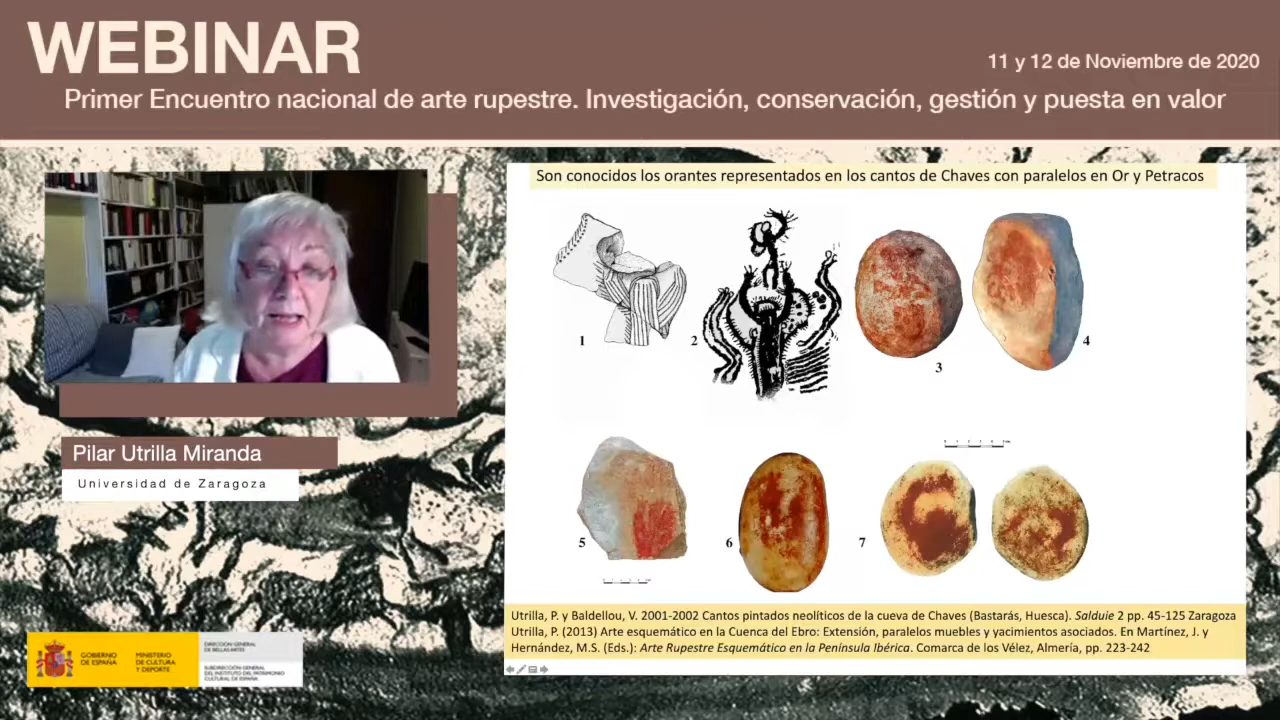 WEBINAR
11 y 12 de Noviembre de 2020
Primer Encuentro nacional de arte rupestre. Investigación, conservación, gestión y puesta en valor
Son conocidos los orantes representados en los cantos de Chaves con paralelos en Or y Petracos
1
2
3
4
5
6
7
Pilar Utrilla Miranda
Universidad de Zaragoza
Utrilla, P. y Baldellou, V. 2001-2002 Cantos pintados neolíticos de la cueva de Chaves (Bastarás, Huesca). Salduie 2 pp. 45-125 Zaragoza
Utrilla, P. (2013) Arte esquemático en la Cuenca del Ebro: Extensión, paralelos muebles y yacimientos asociados. En Martínez, J. y
Hernández, M.S. (Eds.): Arte Rupestre Esquemático en la Península Ibérica. Comarca de los Vélez, Almería, pp. 223-242
GOBIERNO
DE ESPAÑA
MINISTERIO
DE CULTURA
Y DEPORTE
DIRECCIÓN GENERAL
DE BELLAS ARTES
SUBDIRECCIÓN GENERAL
DEL INSTITUTO DEL PATRIMONIO
CULTURAL DE ESPAÑA